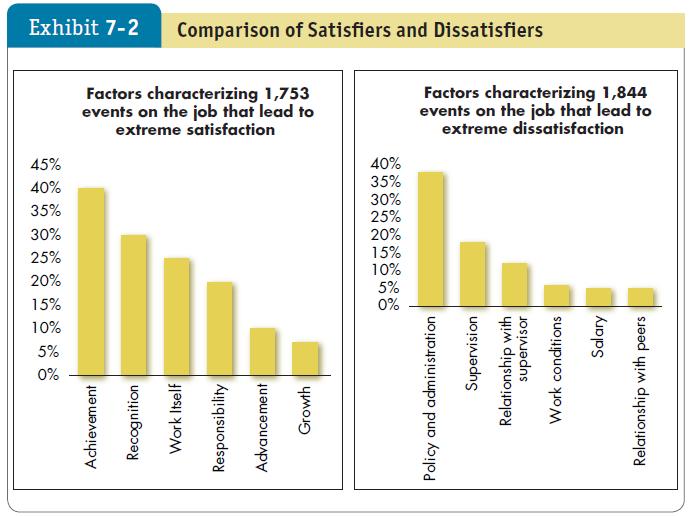 Exhibit 7-2
Comparison of Satisfiers and Dissatisfiers
Factors characterizing 1,753
events on the job that lead to
extreme satisfaction
45%
40%
35%
30%
25%
20%
15%
10%
5%
0%
Achievement
Recognition
Work Itself
Responsibility
Advancement
Growth
Factors characterizing 1,844
events on the job that lead to
extreme dissatisfaction
40%
35%
30%
25%
20%
15%
10%
5%
0%
Policy and administration
Supervision
Relationship with
supervisor
Work conditions
Salary
Relationship with peers